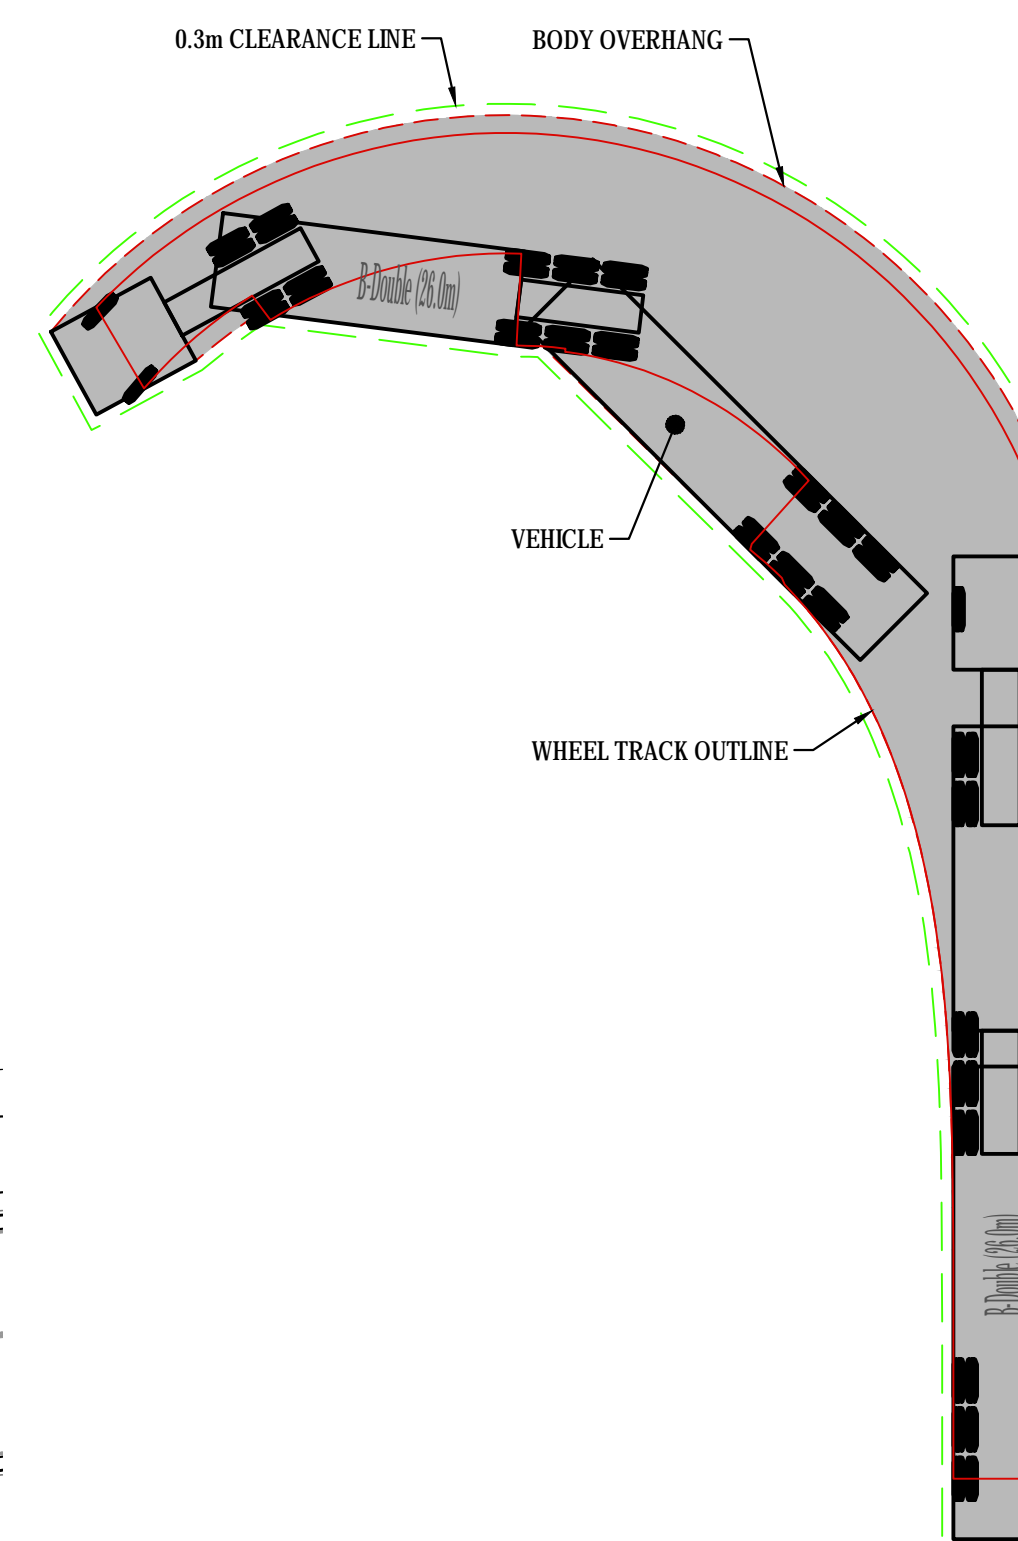 0.3m CLEARANCE LINE
BODY OVERHANG
B-Double (26.0m)
VEHICLE
WHEEL TRACK OUTLINE
B-Double (26.0m)